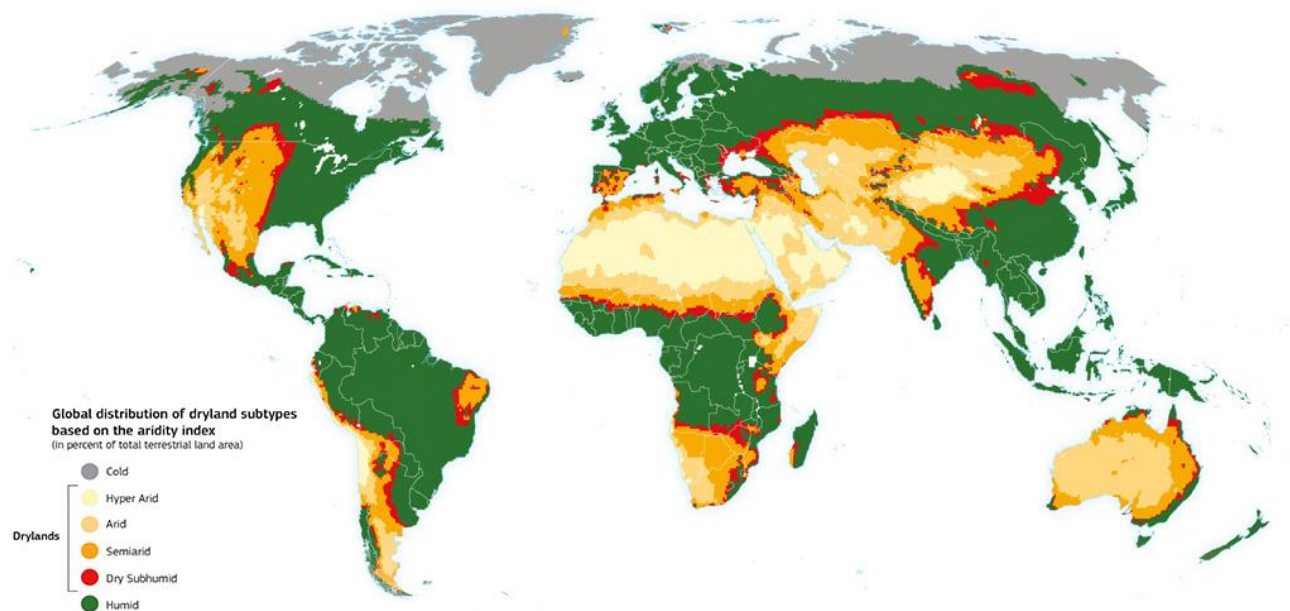 Global distribution of dryland subtypes
based on the aridity index
(in percent of total terrestrial land area)
Cold
Hyper Arid
Arid
Drylands
Semiarid
Dry Subhumid
Humid